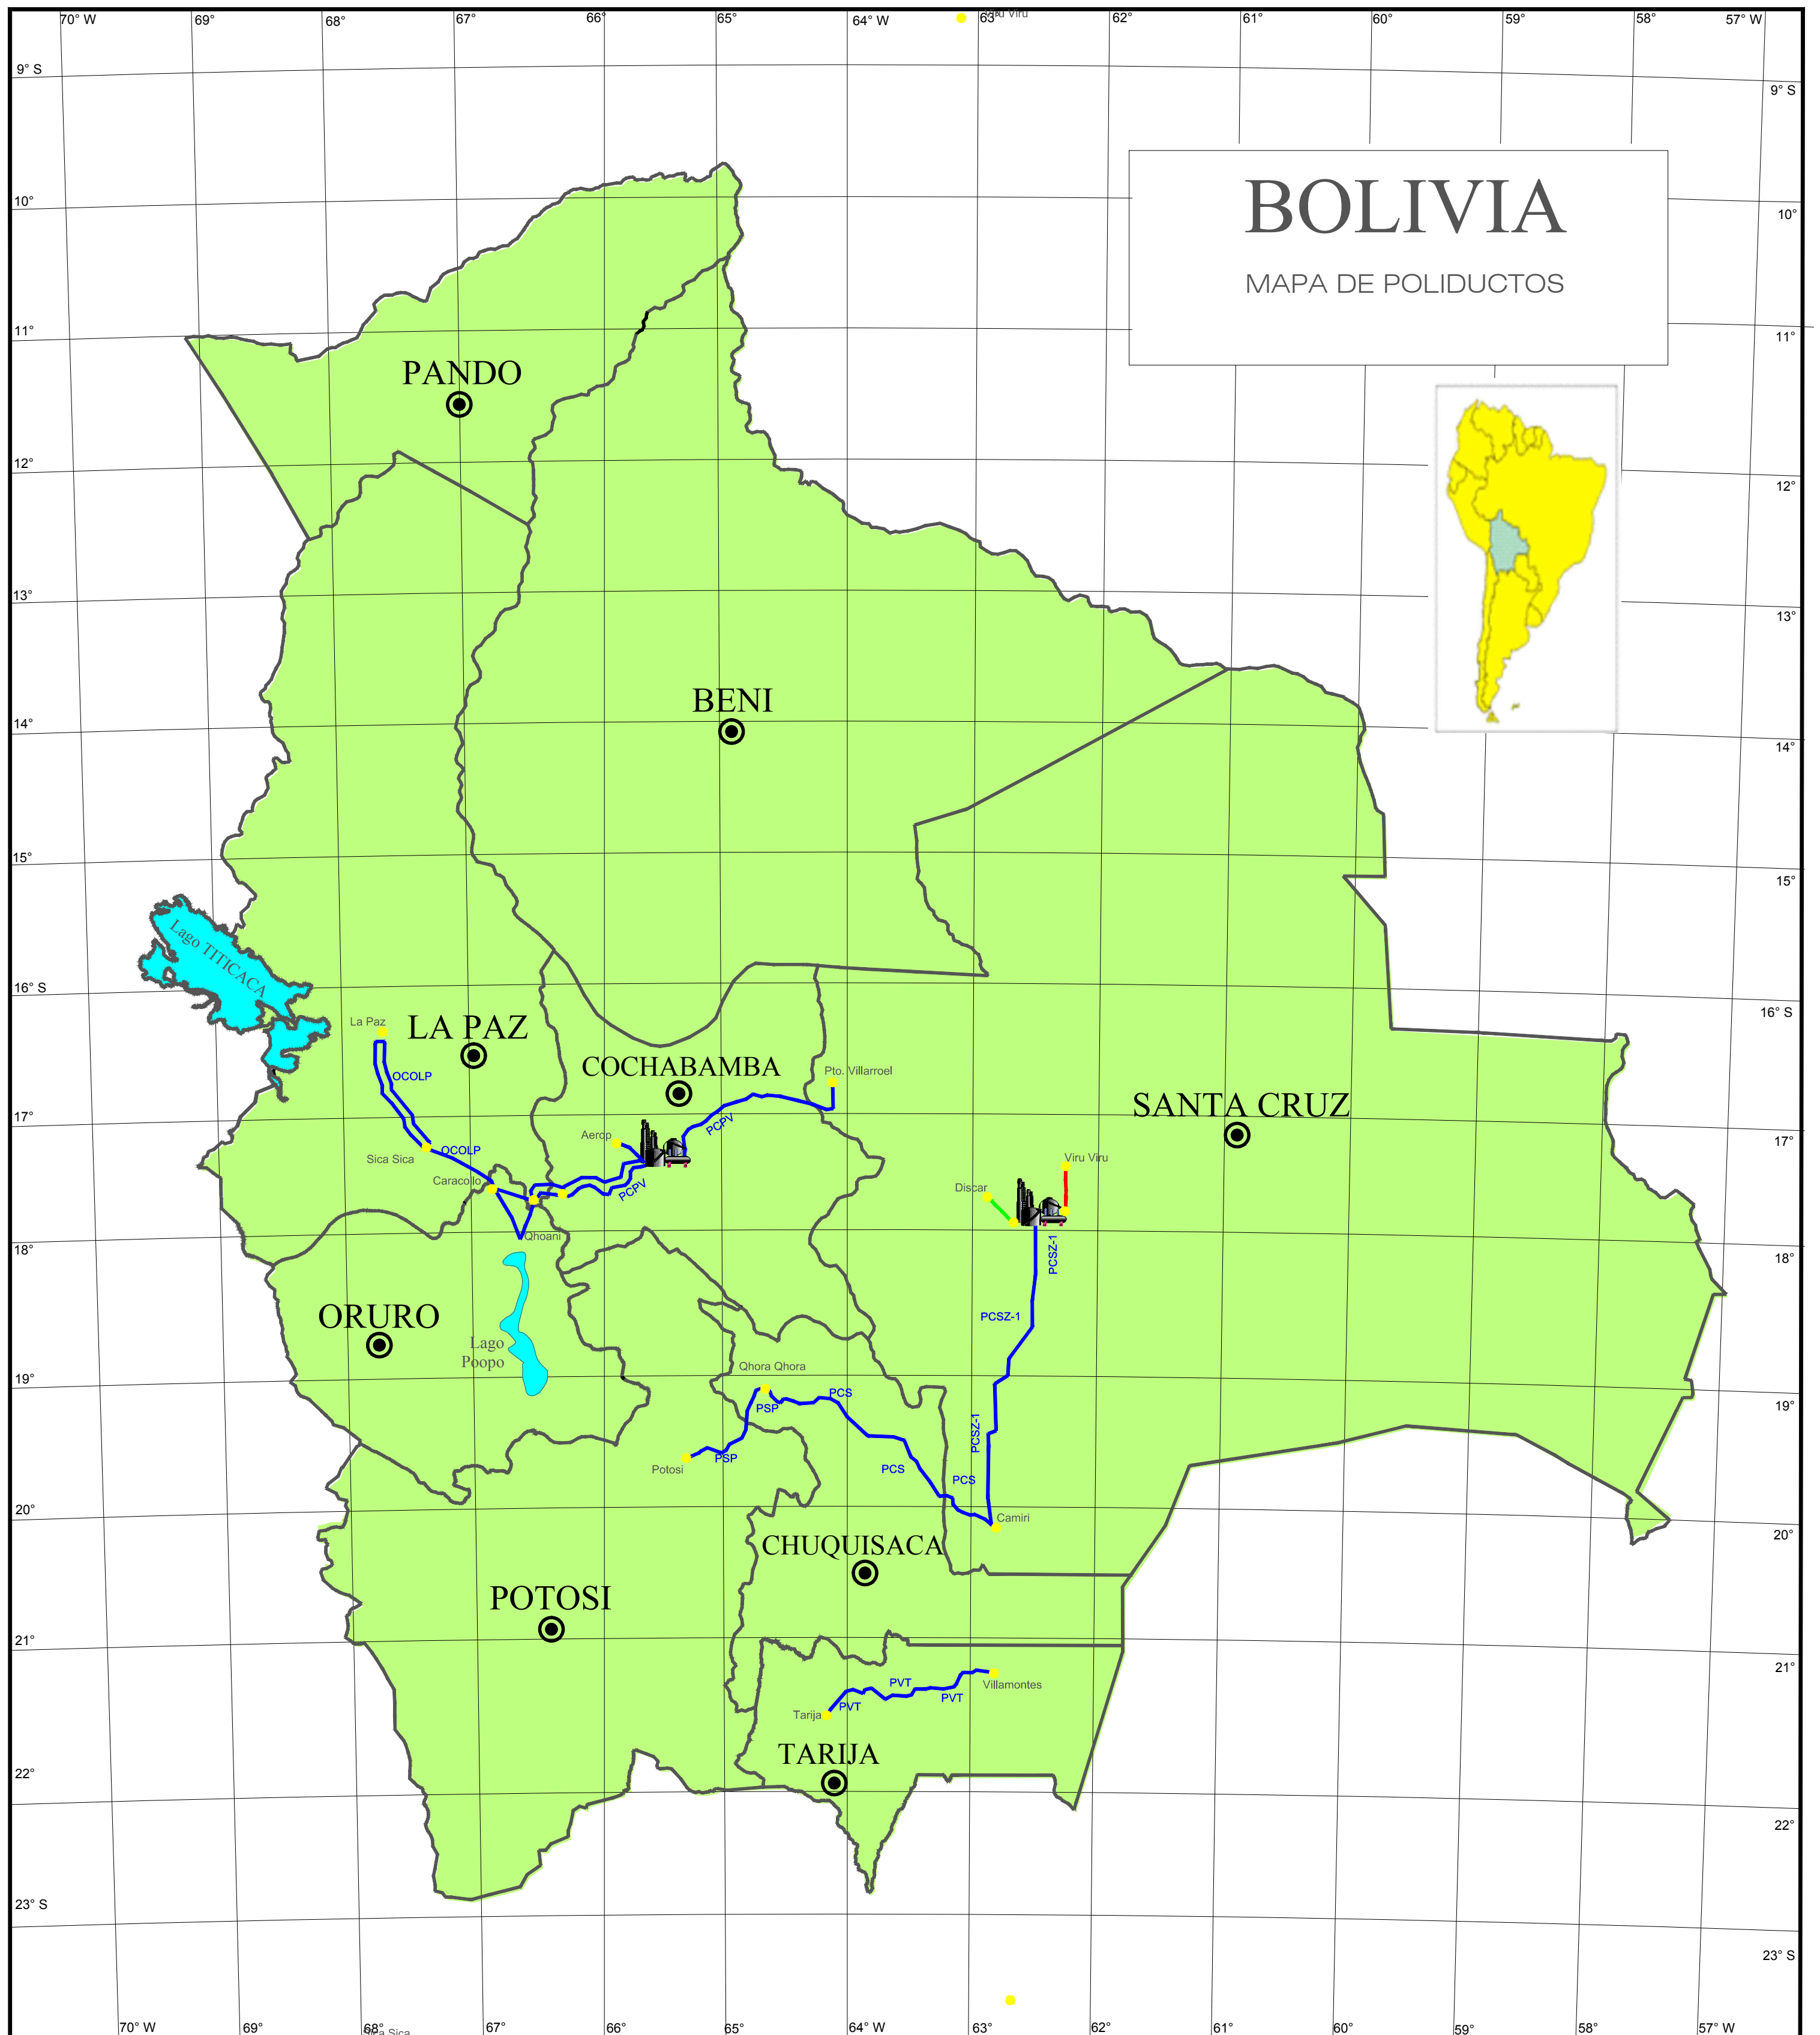 70° W 69° 68° 67° 66° 65° 64° W 63° 62° 61° 60° 59° 58° 57° W
Viru Viru
9° S
9° S
BOLIVIA
MAPA DE POLIDUCTOS
10°
10°
11°
11°
PANDO
12°
12°
13°
13°
BENI
14°
14°
15°
15°
Lago TITICACA
16° S
16° S
La Paz
LA PAZ
COCHABAMBA
Pto. Villarroel
OCOLP
SANTA CRUZ
17°
17°
PCPV
Aerop
OCOLP
Sica Sica
Viru Viru
Caracollo
PCPV
Discar
Qhoani
PCSZ-1
18°
18°
ORURO
PCSZ-1
Lago
Poopo
Qhora Qhora
19°
19°
PCS
PSP
PCSZ-1
PSP
Potosi
PCS
PCS
20°
20°
Camiri
CHUQUISACA
POTOSI
21°
21°
PVT
Villamontes
PVT
PVT
Tarija
TARIJA
22°
22°
23° S
23° S
70° W 69° 68° 67° 66° 65° 64° W 63° 62° 61° 60° 59° 58° 57° W
Sica Sica